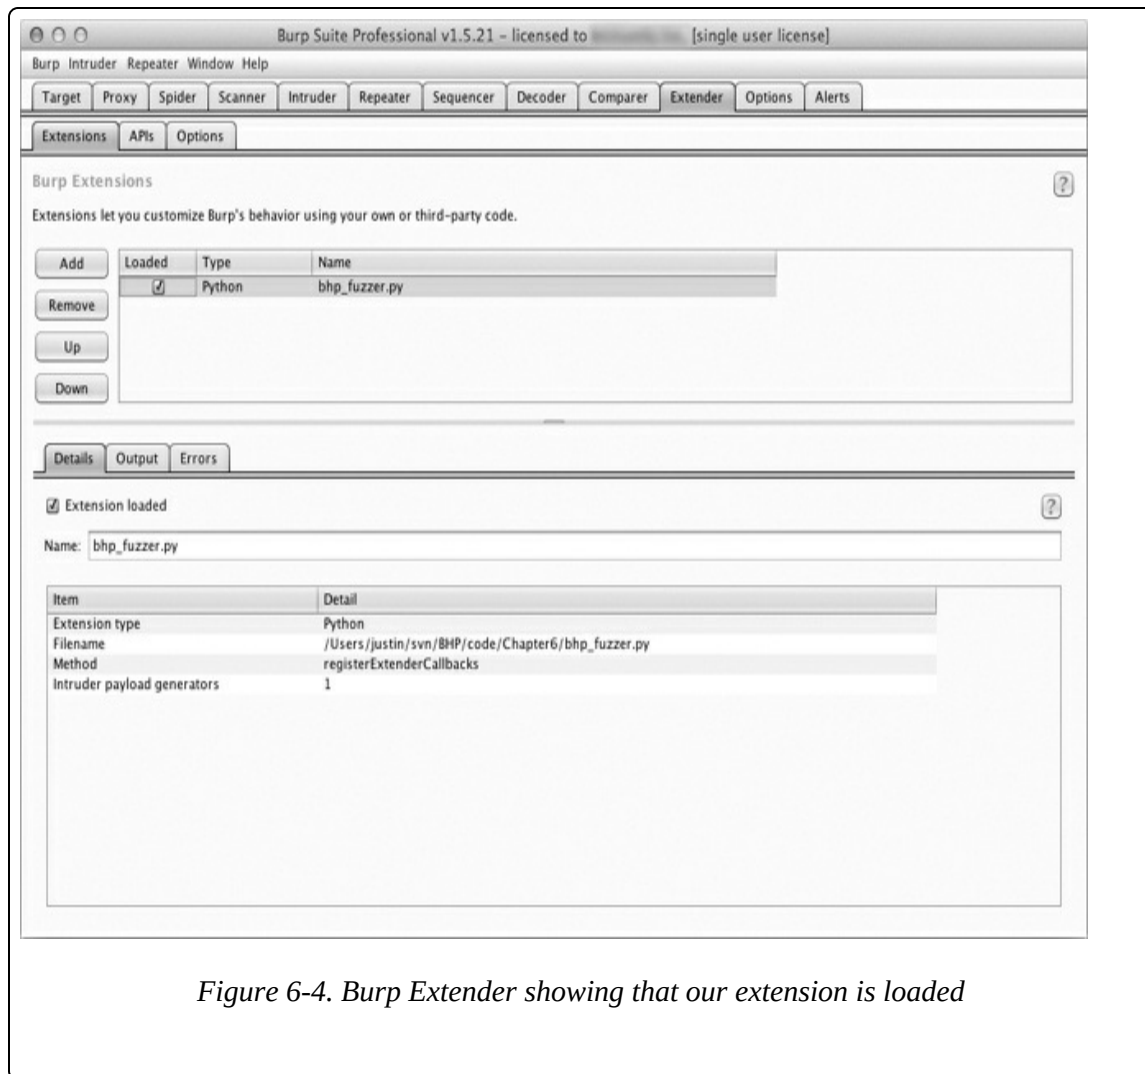 Burp Suite Professional v1.5.21 – licensed to [single user license]
Burp Intruder Repeater Window Help
Target Proxy Spider Scanner Intruder Repeater Sequencer Decoder Comparer Extender Options Alerts
Extensions APIs Options
Burp Extensions
?
Extensions let you customize Burp's behavior using your own or third-party code.
Add Loaded Type Name
Python bhp_fuzzer.py
Remove
Up
Down
Details Output Errors
Extension loaded
?
Name: bhp_fuzzer.py
Item Detail
Extension type Python
Filename /Users/justin/svn/BHP/code/Chapter6/bhp_fuzzer.py
Method registerExtenderCallbacks
Intruder payload generators 1
Figure 6-4. Burp Extender showing that our extension is loaded